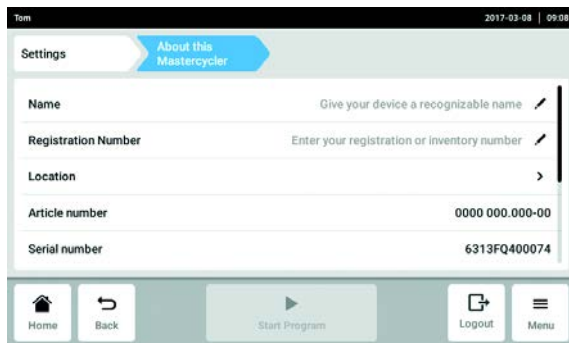 Tom 2017-03-08 | 09:08
Settings
About this
Mastercycler
Name Give your device a recognizable name
Registration Number Enter your registration or inventory number
Location
Article number 0000 000.000-00
Serial number 6313FQ400074
Home Back Start Program Logout Menu